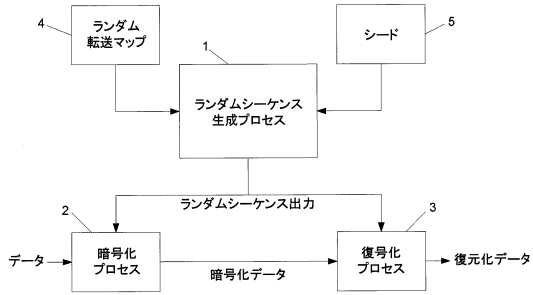 4
ランダム
転送マップ
シード
5
1
ランダムシーケンス
生成プロセス
ランダムシーケンス出力
2
3
データ
暗号化
プロセス
暗号化データ
復号化
プロセス
復元化データ